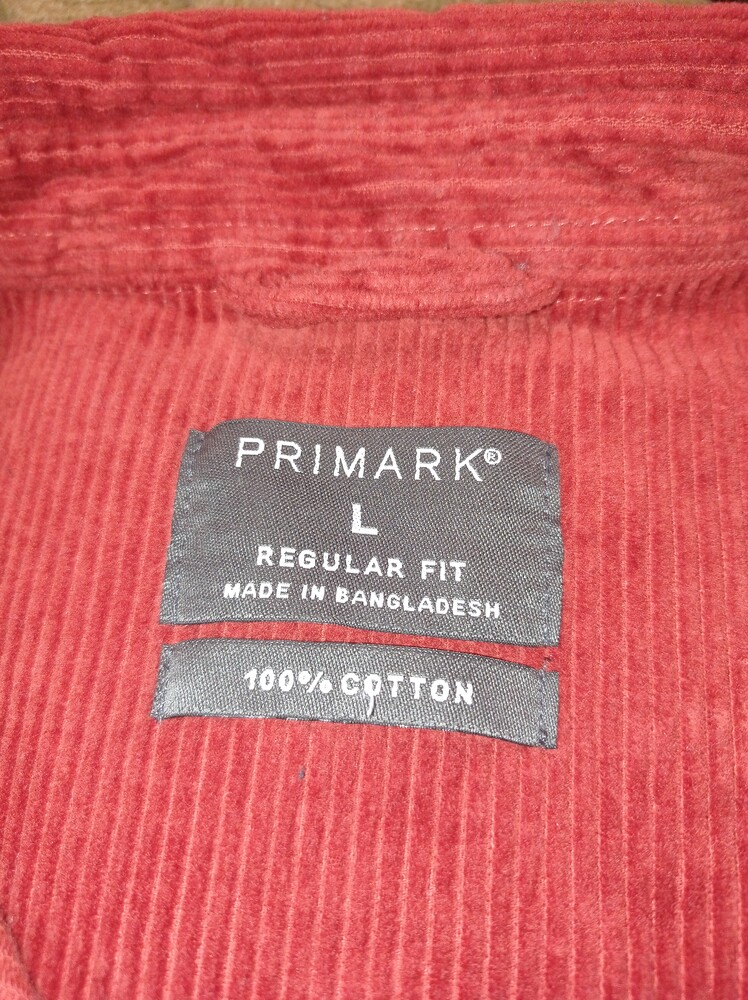 PRIMARK®
L
REGULAR FIT
MADE IN BANGLADESH
100% COTTON